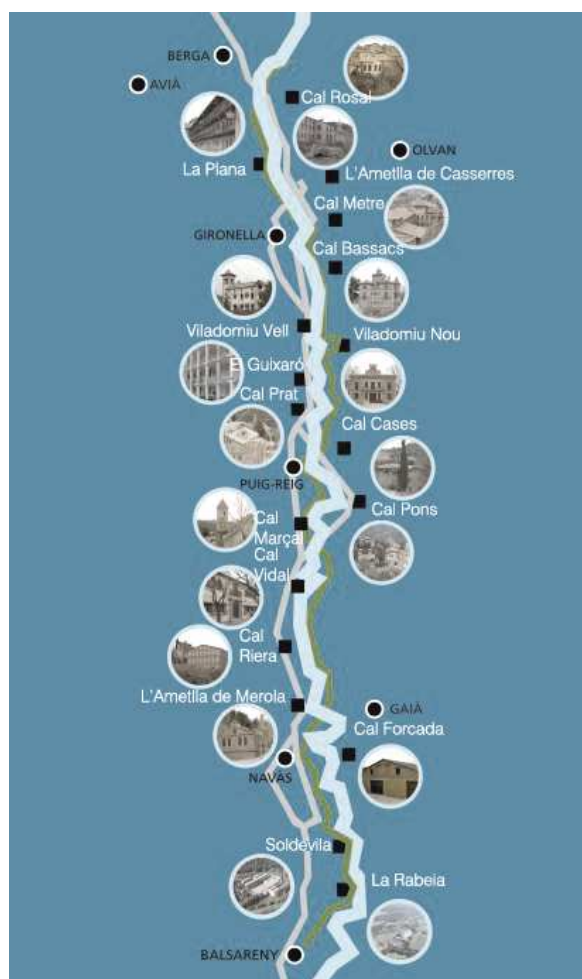 BERGA
AVIÀ
Cal Rosal
OLVAN
La Plana
L'Ametlla de Casserres
Cal Metre
GIRONELLA
Cal Bassacs
Viladomiu Vell
Viladomiu Nou
El Guixaró
Cal Prat
Cal Cases
PUIG-REIG
Cal Pons
Cal
Marçal
Cal
Vidal
Cal
Riera
L'Ametlla de Merola
GAIÀ
Cal Forcada
NAVÀS
Soldevila
La Rabeia
BALSARENY